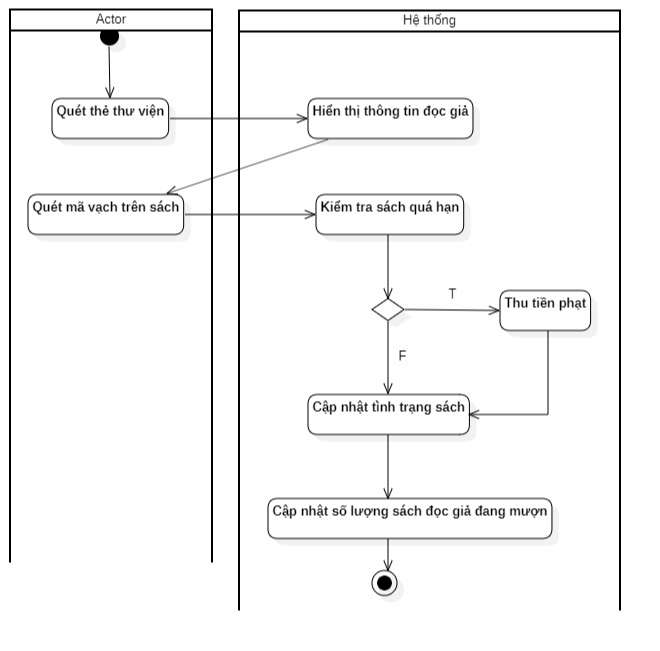 Actor
Hệ thống
Quét thẻ thư viện
Hiển thị thông tin đọc giả
Quét mã vạch trên sách
Kiểm tra sách quá hạn
T
Thu tiền phạt
F
Cập nhật tình trạng sách
Cập nhật số lượng sách đọc giả đang mượn